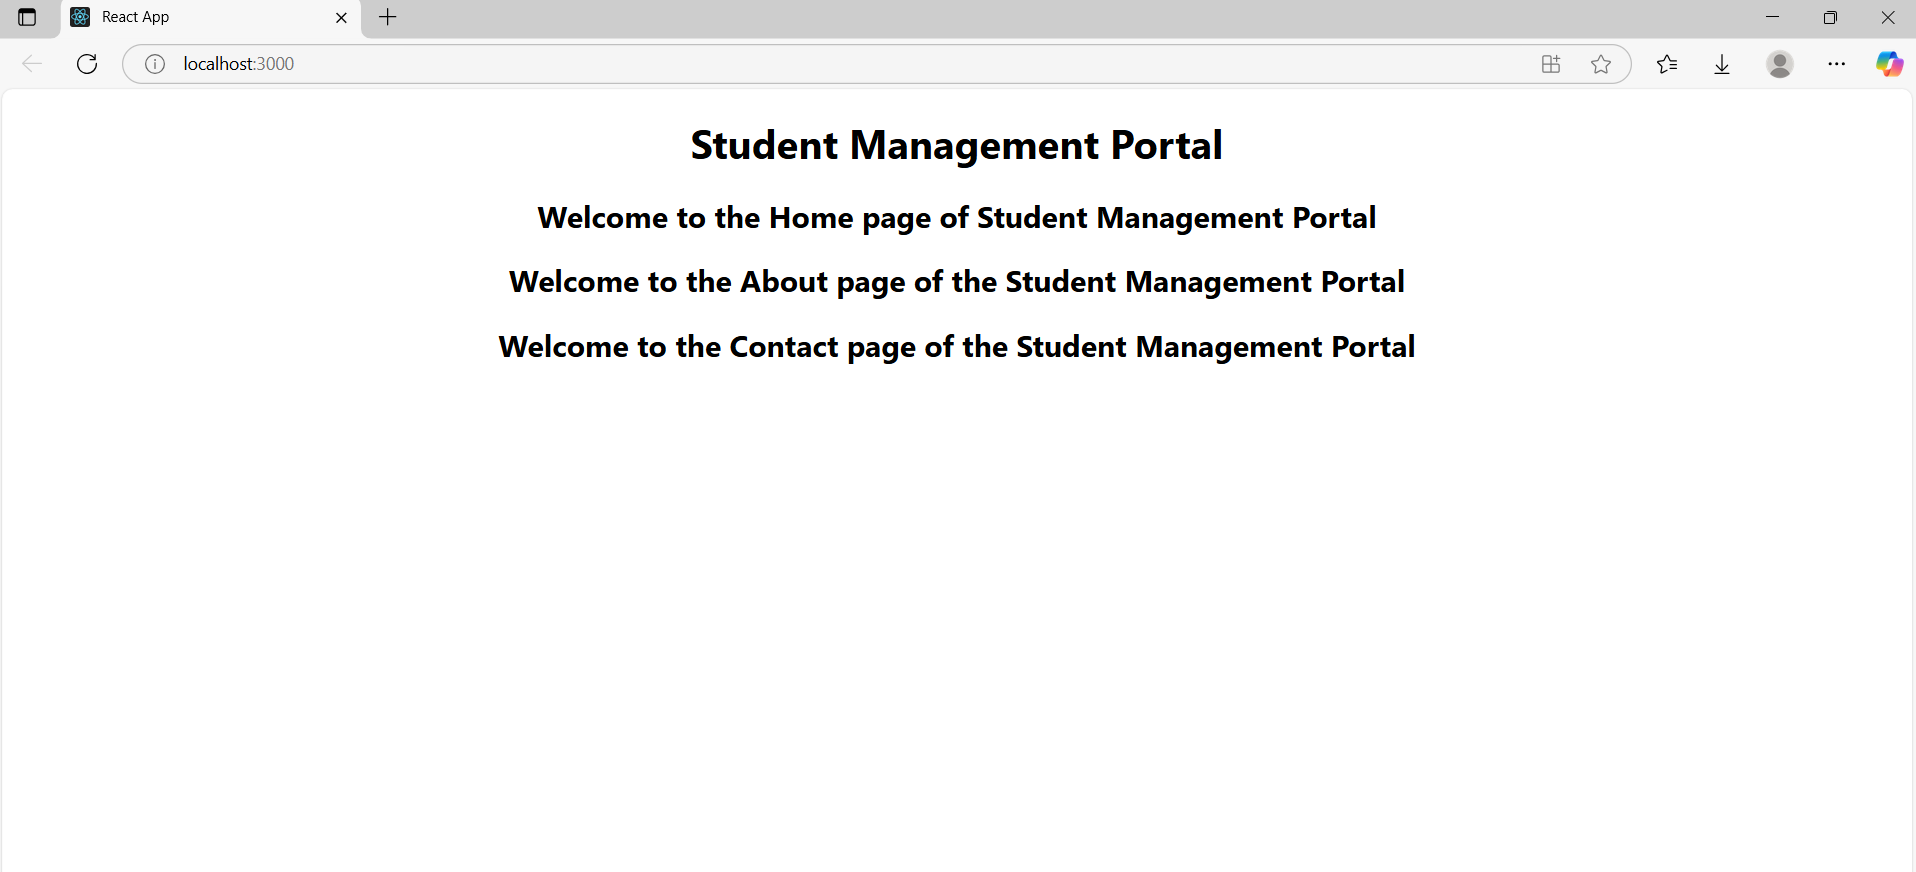 React App
localhost:3000
Student Management Portal
Welcome to the Home page of Student Management Portal
Welcome to the About page of the Student Management Portal
Welcome to the Contact page of the Student Management Portal